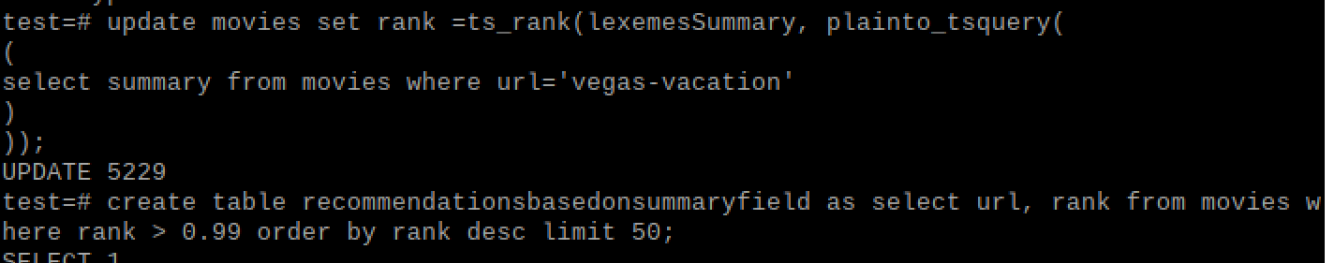 test=# update movies set rank =ts_rank(lexemesSummary, plainto_tsquery(
(
select summary from movies where url='vegas-vacation'
)
));
UPDATE 5229
test=# create table recommendationsbasedonsummaryfield as select url, rank from movies w
here rank > 0.99 order by rank desc limit 50;
SELECT 1